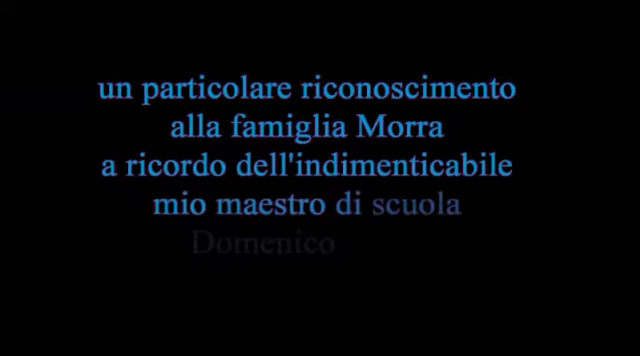 un particolare riconoscimento
alla famiglia Morra
a ricordo dell'indimenticabile
mio maestro di scuola
Domenico